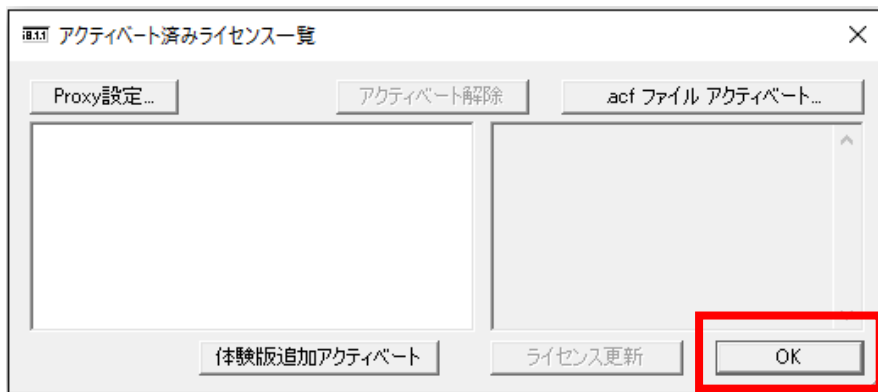 アクティベート済みライセンス一覧
Proxy設定...
アクティベート解除
.acf ファイル アクティベート...
体験版追加アクティベート
ライセンス更新
OK